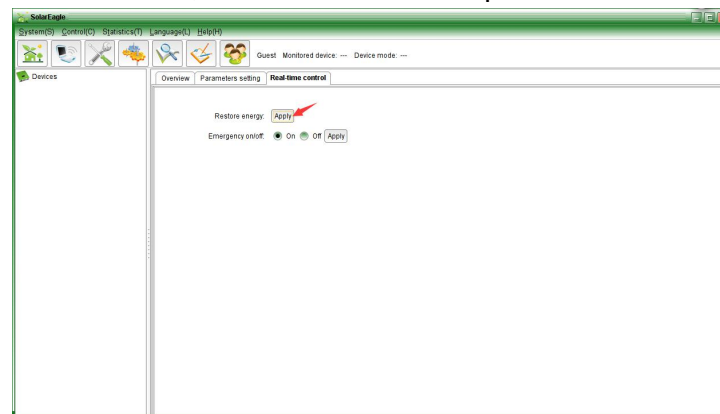 SolarEagle
System(S) Control(C) Statistics(T) Language(L) Help(H)
Guest Monitored device: --- Device mode: ---
Devices
Overview Parameters setting Real-time control
Restore energy: Apply
Emergency on/off: On Off Apply